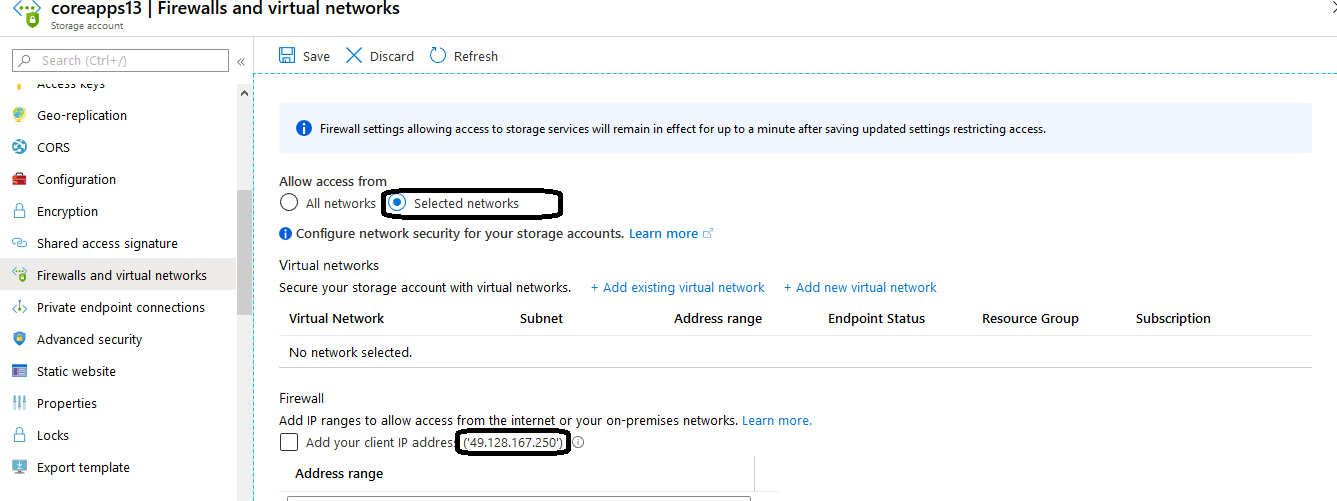 coreapps13 | Firewalls and virtual networks
Storage account
Search (Ctrl+/)
«
Access keys
Geo-replication
CORS
Configuration
Encryption
Shared access signature
Firewalls and virtual networks
Private endpoint connections
Advanced security
Static website
Properties
Locks
Export template
Save Discard Refresh
Firewall settings allowing access to storage services will remain in effect for up to a minute after saving updated settings restricting access.
Allow access from
All networks Selected networks
Configure network security for your storage accounts. Learn more
Virtual networks
Secure your storage account with virtual networks. + Add existing virtual network + Add new virtual network
Virtual Network Subnet Address range Endpoint Status Resource Group Subscription
No network selected.
Firewall
Add IP ranges to allow access from the internet or your on-premises networks. Learn more.
Add your client IP address ('49.128.167.250')
Address range